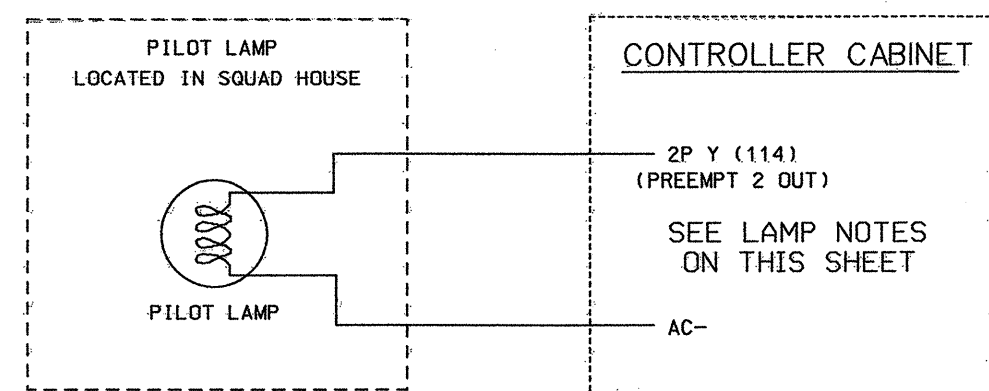 PILOT LAMP
LOCATED IN SQUAD HOUSE
PILOT LAMP
CONTROLLER CABINET
2P Y (114)
(PREEMPT 2 OUT)
SEE LAMP NOTES
ON THIS SHEET
AC-